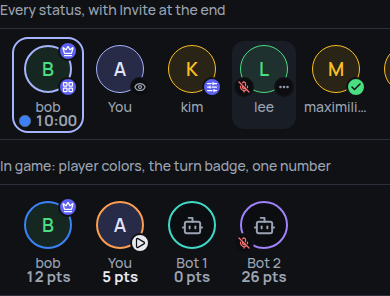 Every status, with Invite at the end
B A K L M
bob You kim lee maximili...
10:00
In game: player colors, the turn badge, one number
B A
bob You Bot 1 Bot 2
12 pts 5 pts 0 pts 26 pts